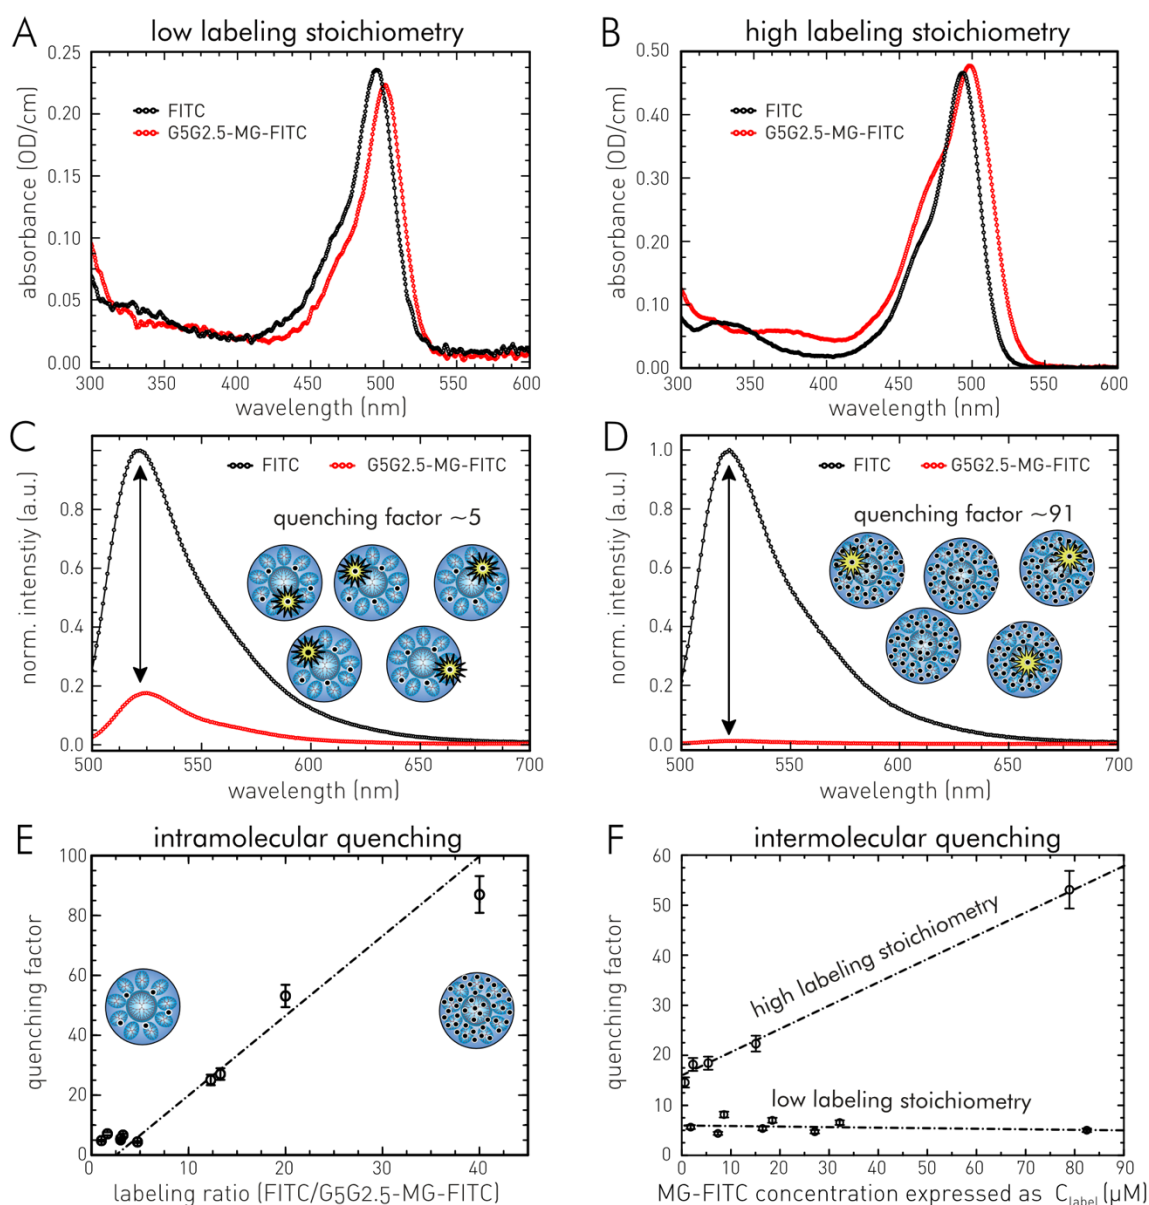 A low labeling stoichiometry
absorbance (OD/cm)
0.25
0.20
0.15
0.10
0.05
0.00
FITC
G5G2.5-MG-FITC
300 350 400 450 500 550 600
wavelength (nm)
B high labeling stoichiometry
absorbance (OD/cm)
0.50
0.40
0.30
0.20
0.10
0.00
FITC
G5G2.5-MG-FITC
300 350 400 450 500 550 600
wavelength (nm)
C
norm. intenstiy (a.u.)
1.0
0.8
0.6
0.4
0.2
0.0
FITC G5G2.5-MG-FITC
quenching factor ~5
500 550 600 650 700
wavelength (nm)
D
norm. intensity (a.u.)
1.0
0.8
0.6
0.4
0.2
0.0
FITC G5G2.5-MG-FITC
quenching factor ~91
500 550 600 650 700
wavelength (nm)
E intramolecular quenching
quenching factor
100
80
60
40
20
0
0 10 20 30 40
labeling ratio (FITC/G5G2.5-MG-FITC)
F intermolecular quenching
quenching factor
60
50
40
30
20
10
0
high labeling stoichiometry
low labeling stoichiometry
0 10 20 30 40 50 60 70 80 90
MG-FITC concentration expressed as C label (µM)